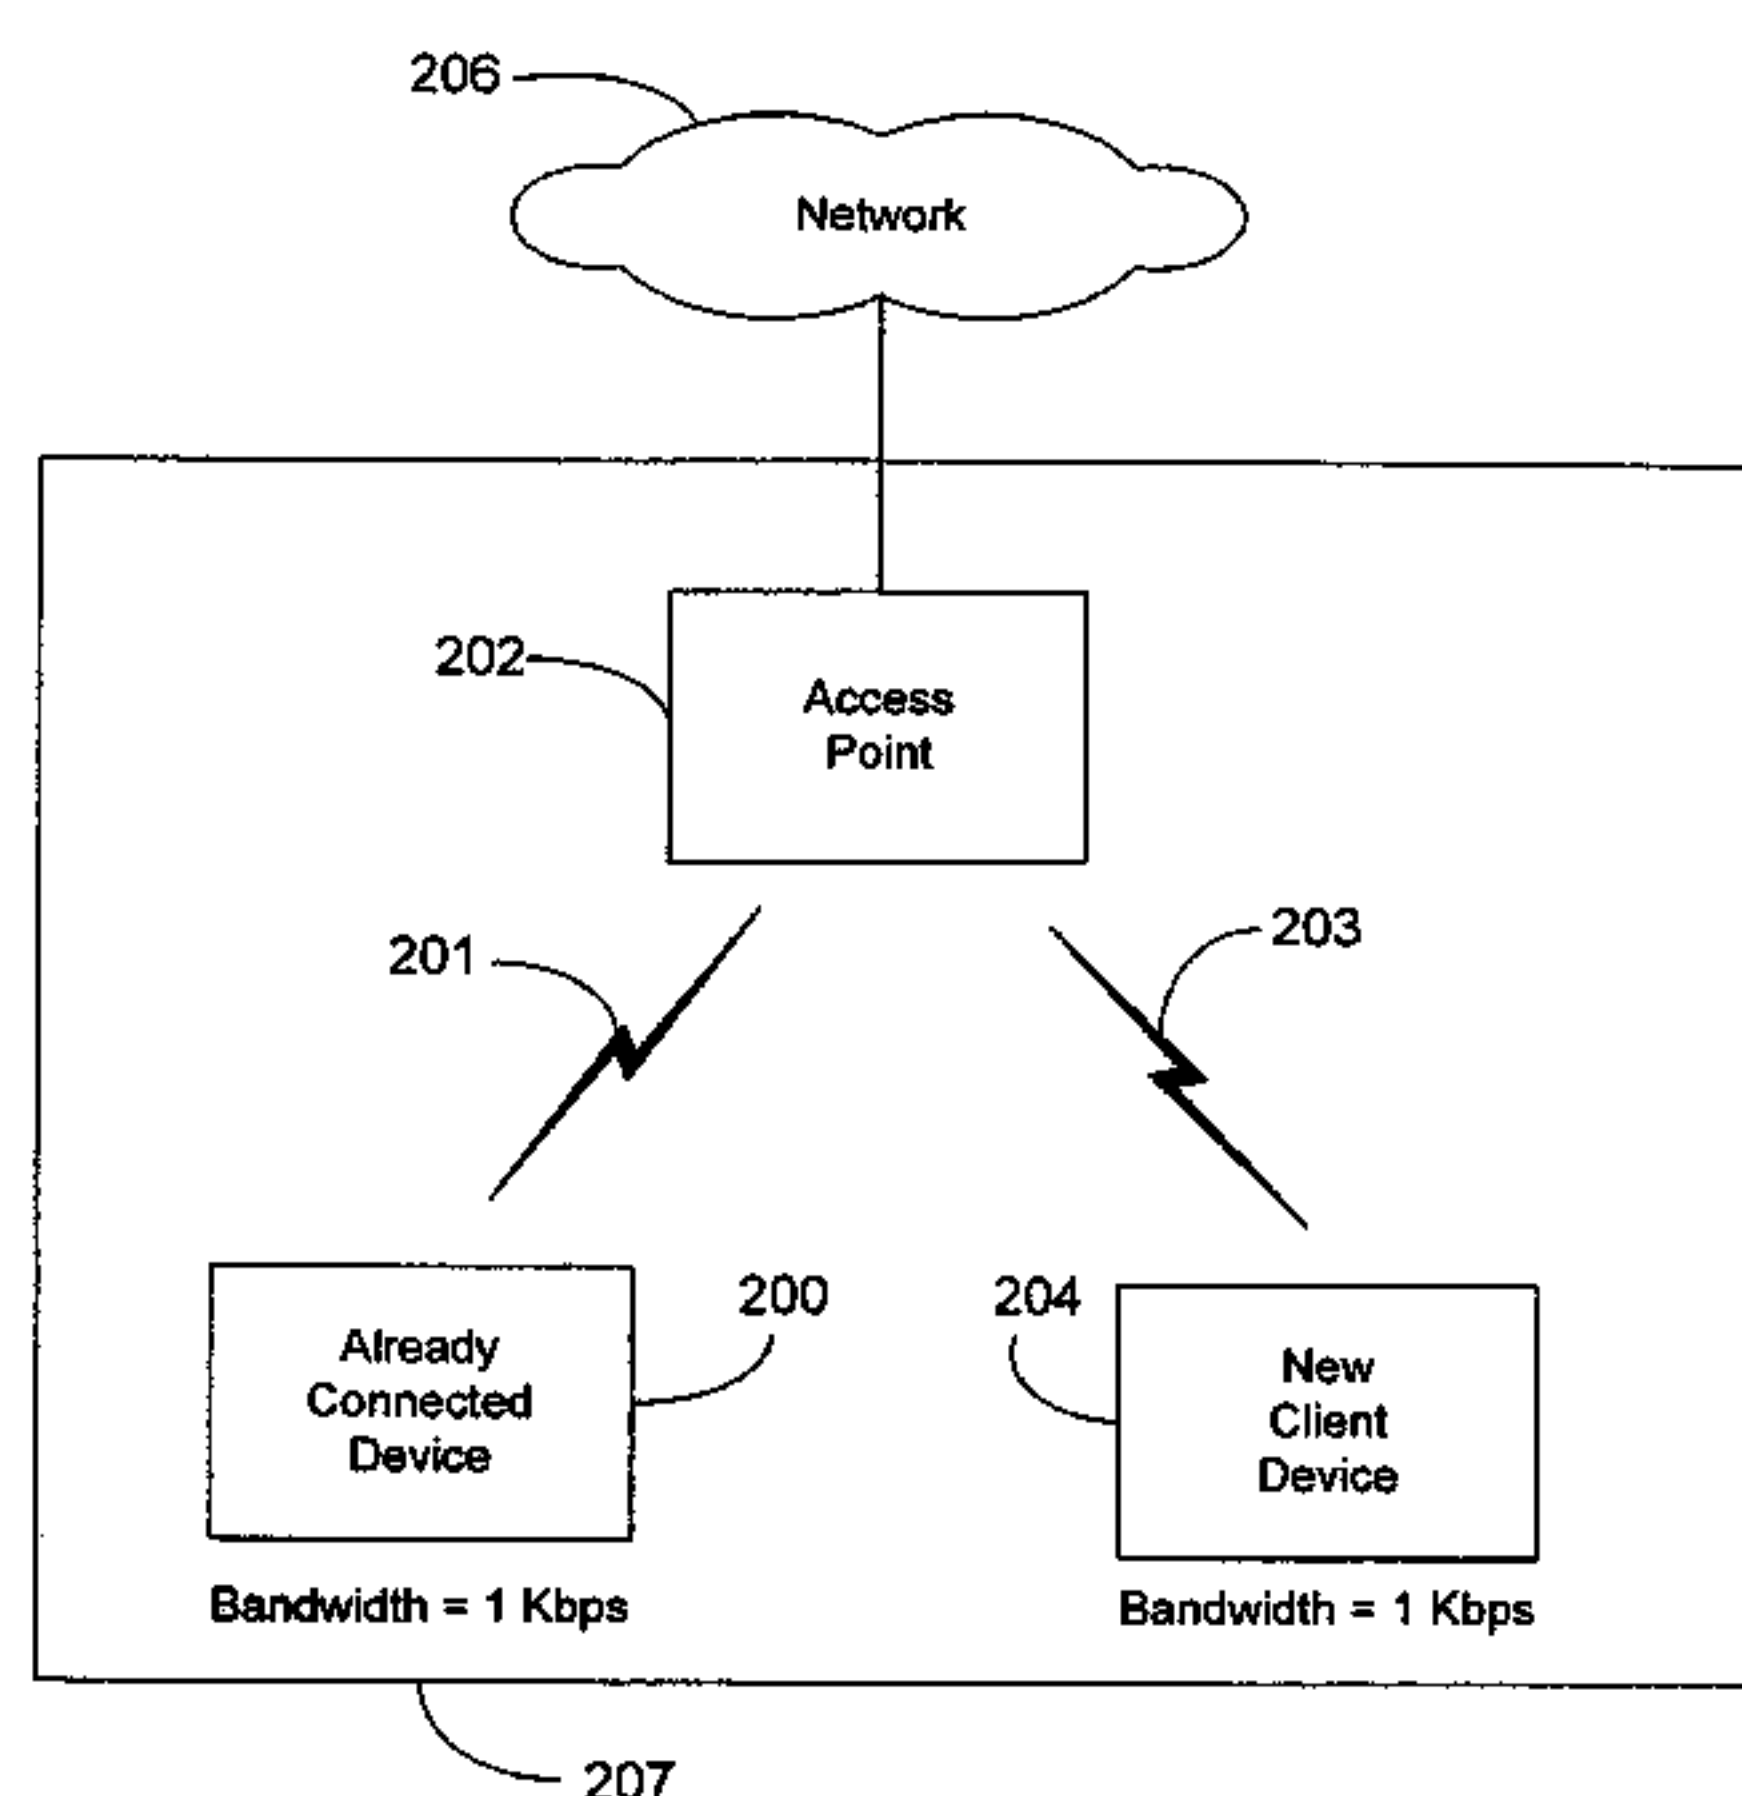 206
Network
202
Access
Point
201
203
200
204
Already
Connected
Device
New
Client
Device
Bandwidth = 1 Kbps
Bandwidth = 1 Kbps
207